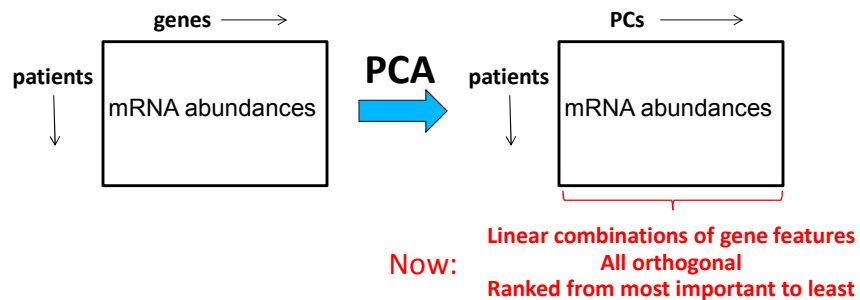 genes
patients
mRNA abundances
PCA
PCs
patients
mRNA abundances
Now:
Linear combinations of gene features
All orthogonal
Ranked from most important to least